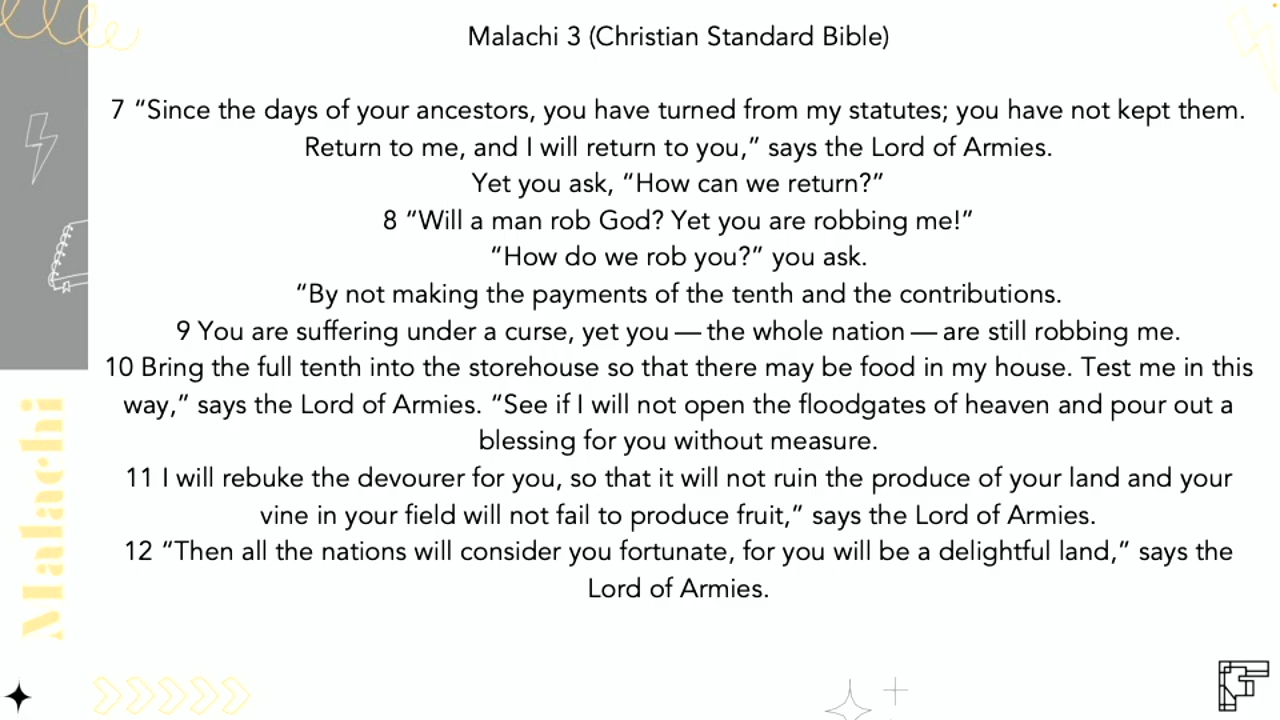 Malachi 3 (Christian Standard Bible)
7 “Since the days of your ancestors, you have turned from my statutes; you have not kept them.
Return to me, and I will return to you,” says the Lord of Armies.
Yet you ask, “How can we return?”
8 “Will a man rob God? Yet you are robbing me!”
“How do we rob you?” you ask.
“By not making the payments of the tenth and the contributions.
9 You are suffering under a curse, yet you — the whole nation — are still robbing me.
10 Bring the full tenth into the storehouse so that there may be food in my house. Test me in this
way,” says the Lord of Armies. “See if I will not open the floodgates of heaven and pour out a
blessing for you without measure.
11 I will rebuke the devourer for you, so that it will not ruin the produce of your land and your
vine in your field will not fail to produce fruit,” says the Lord of Armies.
12 “Then all the nations will consider you fortunate, for you will be a delightful land,” says the
Lord of Armies.
Malachi